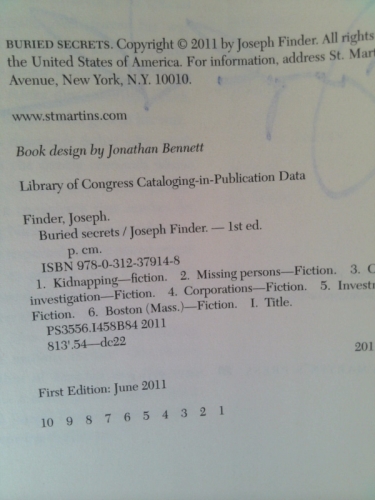 BURIED SECRETS. Copyright © 2011 by Joseph Finder. All rights
the United States of America. For information, address St.
Avenue, New York, N.Y. 10010.
www.stmartins.com
Book design by Jonathan Bennett
Library of Congress Cataloging-in-Publication Data
Finder, Joseph.
Buried secrets / Joseph Finder. — 1st ed.
p. cm.
ISBN 978-0-312-37914-8
1. Kidnapping—fiction. 2. Missing persons—Fiction. 3.
investigation—Fiction. 4. Corporations—Fiction. 5.
Fiction. 6. Boston (Mass.)—Fiction. I. Title.
PS3556.I458B84 2011
813'.54—dc22
201
First Edition: June 2011
10 9 8 7 6 5 4 3 2 1